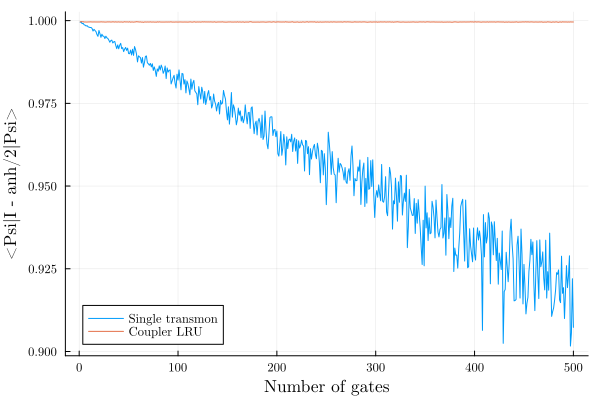 1.000
0.975
0.950
0.925
0.900
<Psi|I - anh/2|Psi>
Single transmon
Coupler LRU
0 100 200 300 400 500
Number of gates